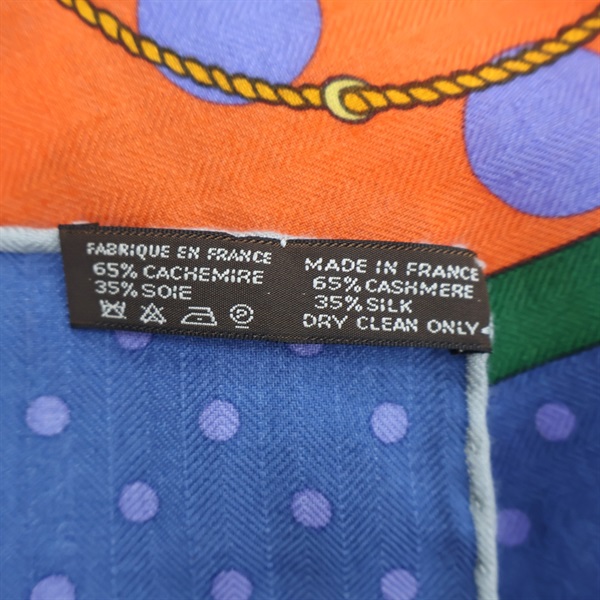 FABRIQUE EN FRANCE
65% CACHEMIRE
35% SOIE
MADE IN FRANCE
65% CASHMERE
35% SILK
DRY CLEAN ONLY